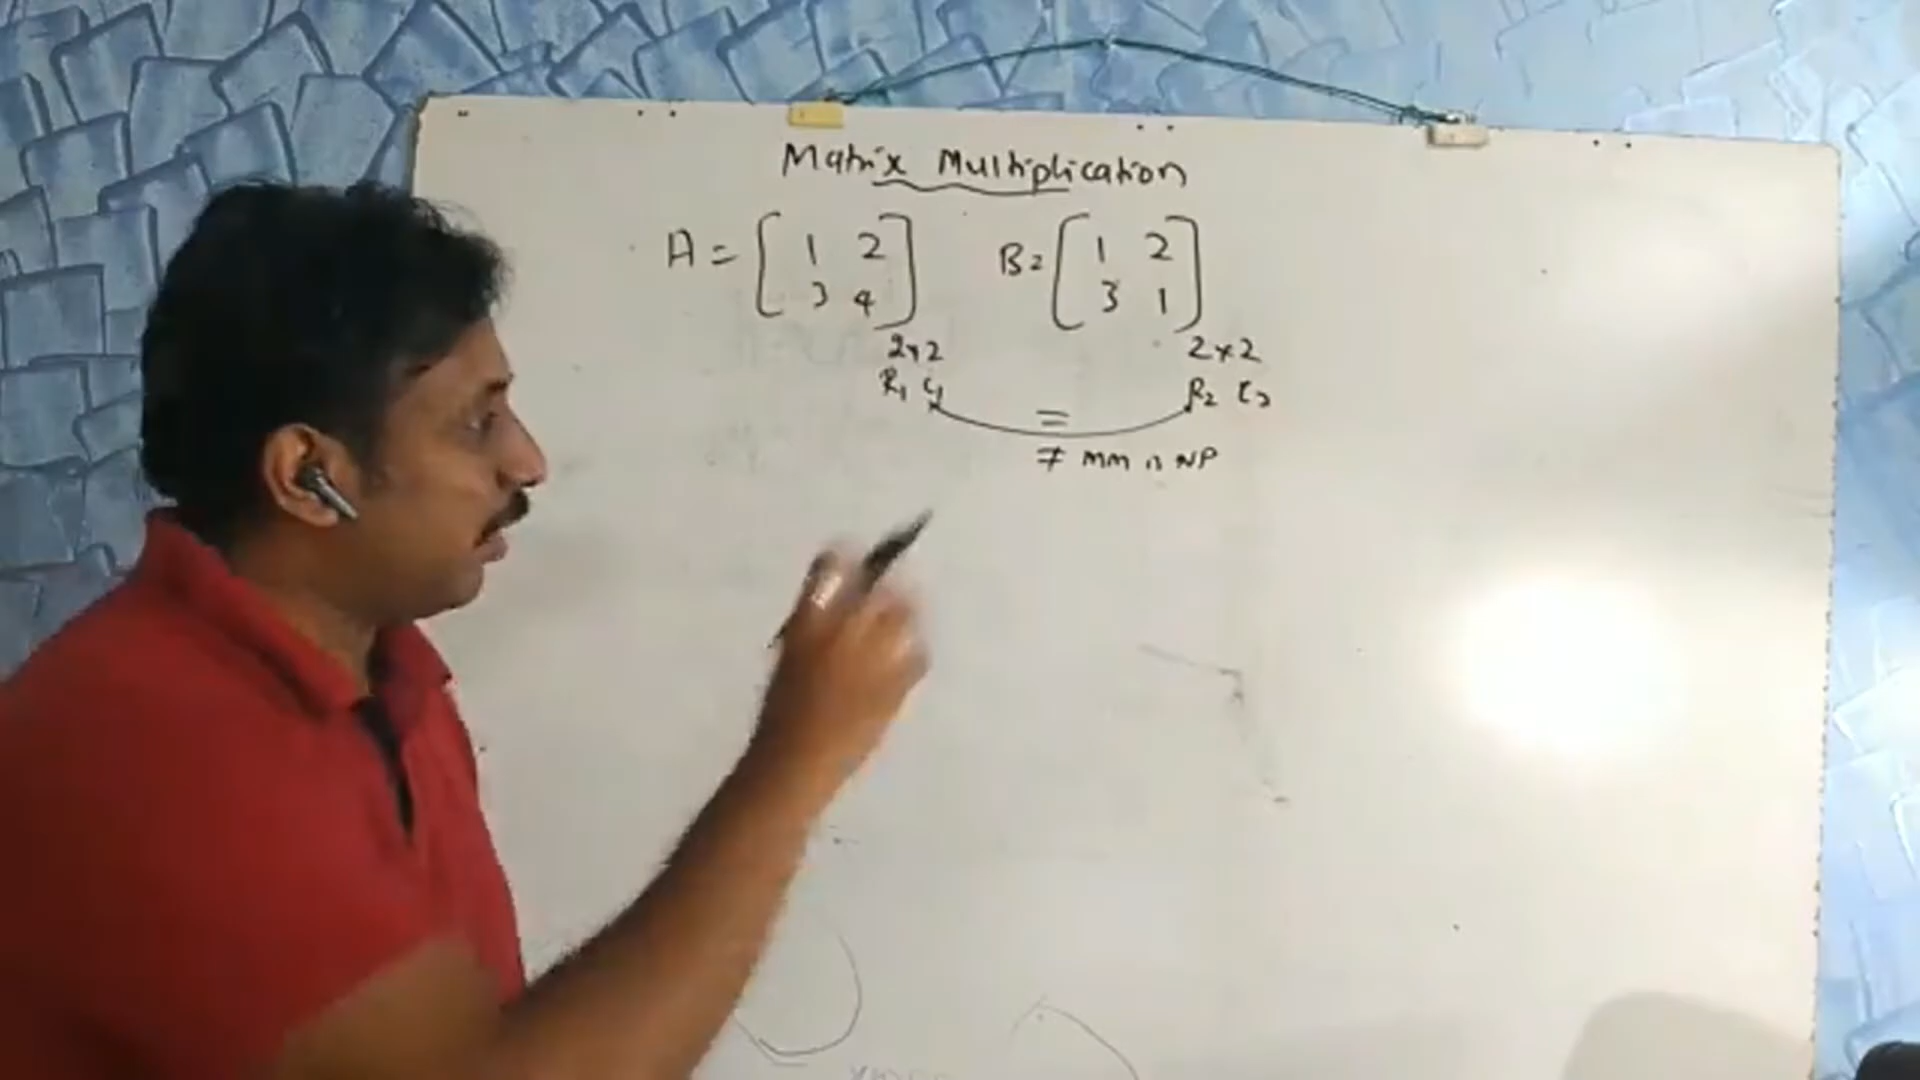 Matrix Multiplication
A = [ 1 2 B = [ 1 2
3 4 ] 3 1 ]
2x2 2x2
R1 C1 R2 C2
=
≠ MM is NP